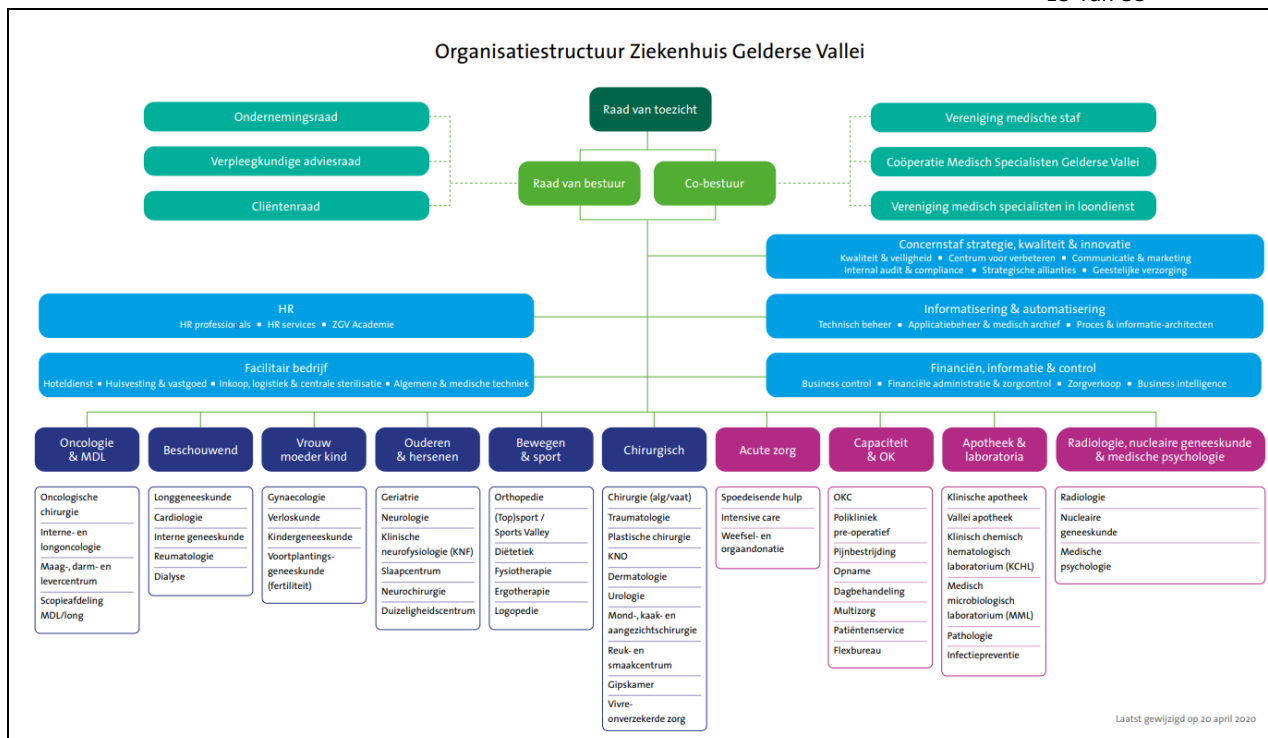 Organisatiestructuur Ziekenhuis Gelderse Vallei
Raad van toezicht
Ondernemingsraad
Verpleegkundige adviesraad
Cliëntenraad
Raad van bestuur
Co-bestuur
Vereniging medische staf
Coöperatie Medisch Specialisten Gelderse Vallei
Vereniging medisch specialisten in loondienst
Concernstaf strategie, kwaliteit & innovatie
Kwaliteit & veiligheid ▪ Centrum voor verbeteren ▪ Communicatie & marketing
Internal audit & compliance ▪ Strategische allianties ▪ Geestelijke verzorging
HR
HR professionals ▪ HR services ▪ ZGV Academie
Informatisering & automatisering
Technisch beheer ▪ Applicatiebeheer & medisch archief ▪ Proces & informatie-architecten
Facilitair bedrijf
Hoteldienst ▪ Huisvesting & vastgoed ▪ Inkoop, logistiek & centrale sterilisatie ▪ Algemene & medische techniek
Financiën, informatie & control
Business control ▪ Financiële administratie & zorgcontrol ▪ Zorgverkoop ▪ Business intelligence
Oncologie
& MDL
Oncologische
chirurgie
Interne- en
longoncologie
Maag-, darm- en
levercentrum
Scopieafdeling
MDL/long
Beschouwend
Longgeneeskunde
Cardiologie
Interne geneeskunde
Reumatologie
Dialyse
Vrouw
moeder kind
Gynaecologie
Verloskunde
Kindergeneeskunde
Voortplantings-
geneeskunde
(fertiliteit)
Ouderen
& hersenen
Geriatrie
Neurologie
Klinische
neurofysiologie (KNF)
Slaapcentrum
Neurochirurgie
Duizeligheidscentrum
Bewegen
& sport
Orthopedie
(Top)sport /
Sports Valley
Diëtetiek
Fysiotherapie
Ergotherapie
Logopedie
Chirurgisch
Chirurgie (alg/vaat)
Traumatologie
Plastische chirurgie
KNO
Dermatologie
Urologie
Mond-, kaak- en
aangezichtschirurgie
Reuk- en
smaakcentrum
Gipskamer
Vivre-
onverzekerde zorg
Acute zorg
Spoedeisende hulp
Intensive care
Weefsel- en
orgaandonatie
Capaciteit
& OK
OKC
Polikliniek
pre-operatief
Pijnbestrijding
Opname
Dagbehandeling
Multizorg
Patiëntenservice
Flexbureau
Apotheek &
laboratoria
Klinische apotheek
Vallei apotheek
Klinisch chemisch
hematologisch
laboratorium (KCHL)
Medisch
microbiologisch
laboratorium (MML)
Pathologie
Infectiepreventie
Radiologie, nucleaire geneeskunde
& medische psychologie
Radiologie
Nucleaire
geneeskunde
Medische
psychologie
Laatst gewijzigd op 20 april 2020